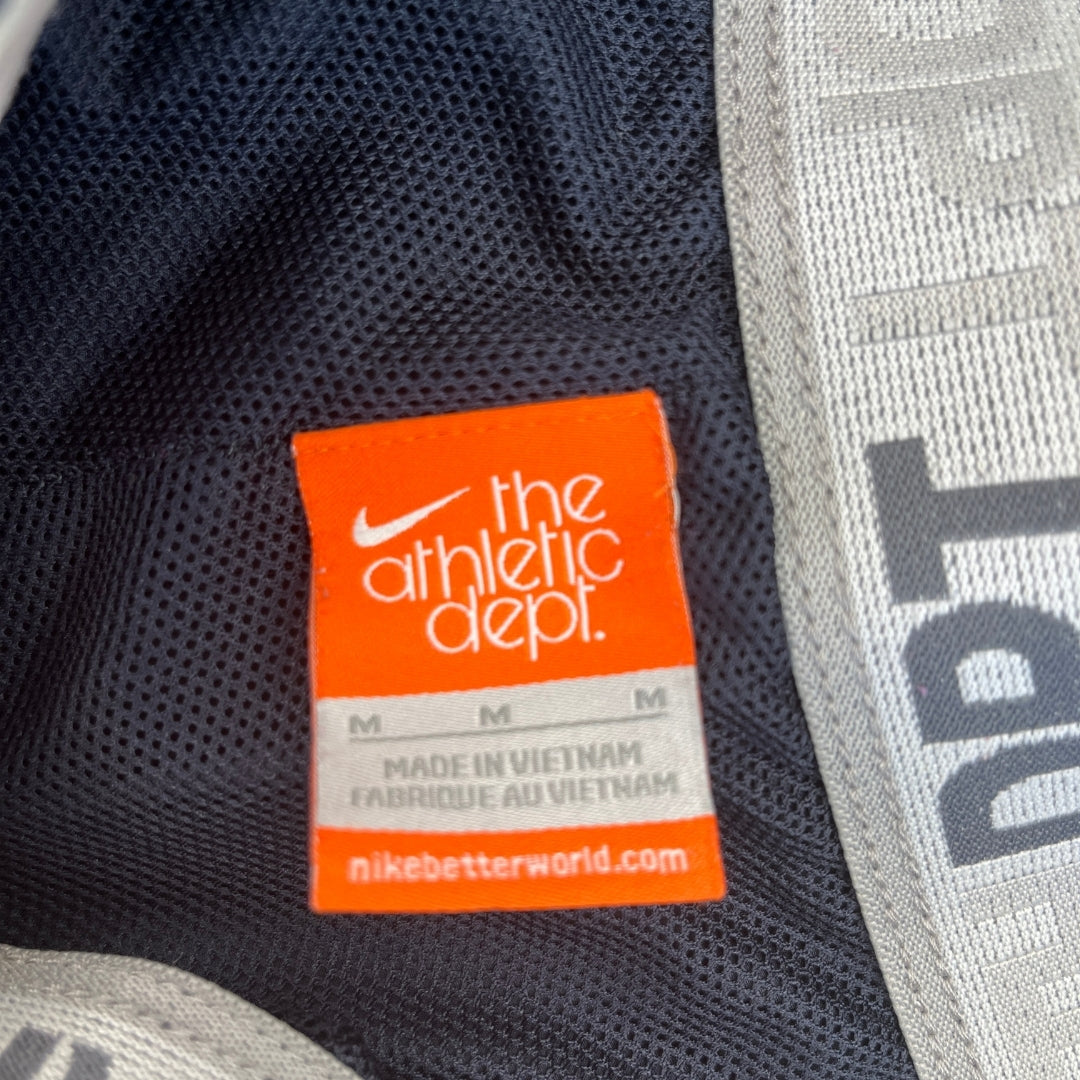 the
athletic
dept.
M M M
MADE IN VIETNAM
FABRIQUE AU VIETNAM
nikebetterworld.com
DPT